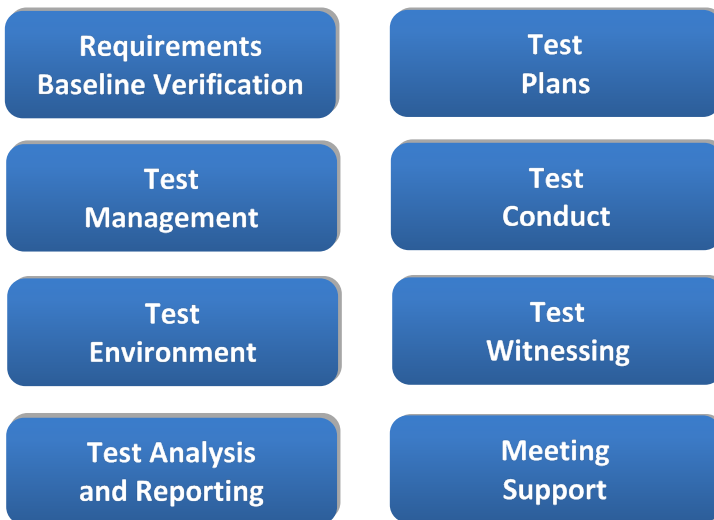 Requirements
Baseline Verification
Test
Plans
Test
Management
Test
Conduct
Test
Environment
Test
Witnessing
Test Analysis
and Reporting
Meeting
Support